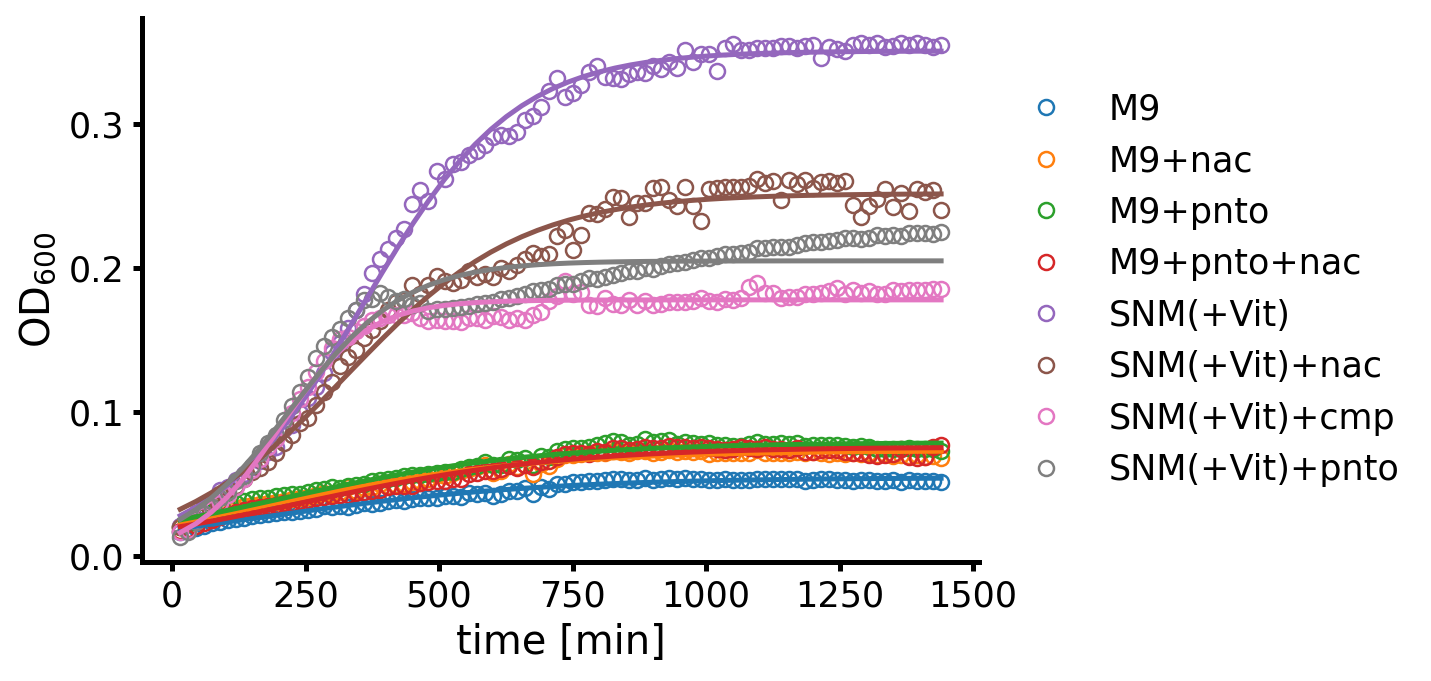 OD600
0.3
0.2
0.1
0.0
0 250 500 750 1000 1250 1500
time [min]
M9
M9+nac
M9+pnto
M9+pnto+nac
SNM(+Vit)
SNM(+Vit)+nac
SNM(+Vit)+cmp
SNM(+Vit)+pnto